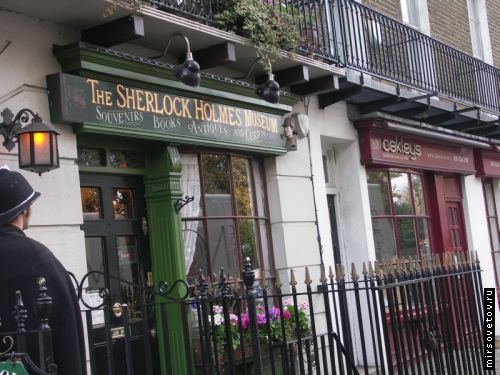 The Sherlock Holmes Museum
Souvenirs Books Antiques and Curios
oakleys
mirsovetov.ru